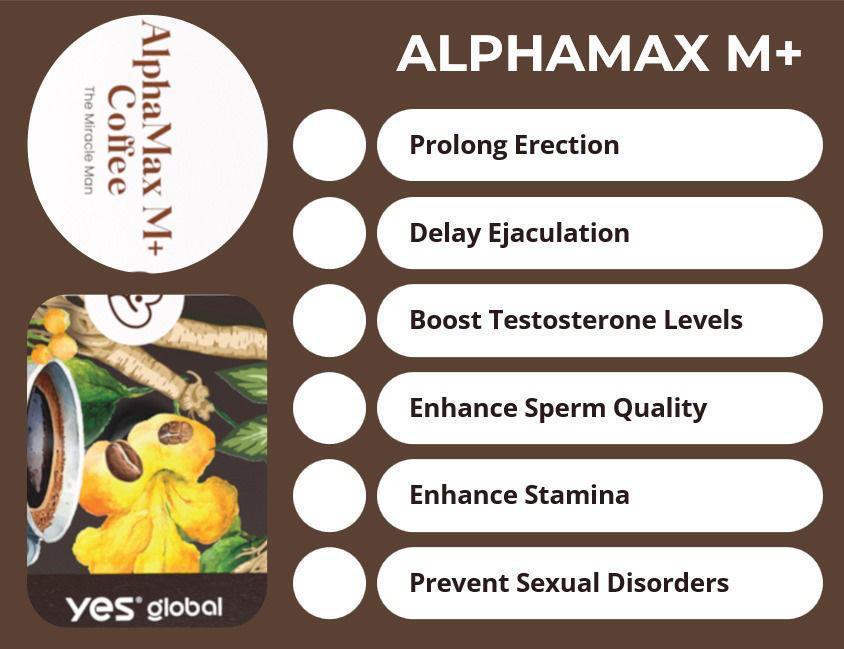 AlphaMax M+
Coffee
The Miracle Man
ALPHAMAX M+
Prolong Erection
Delay Ejaculation
Boost Testosterone Levels
Enhance Sperm Quality
Enhance Stamina
Prevent Sexual Disorders
yes® global